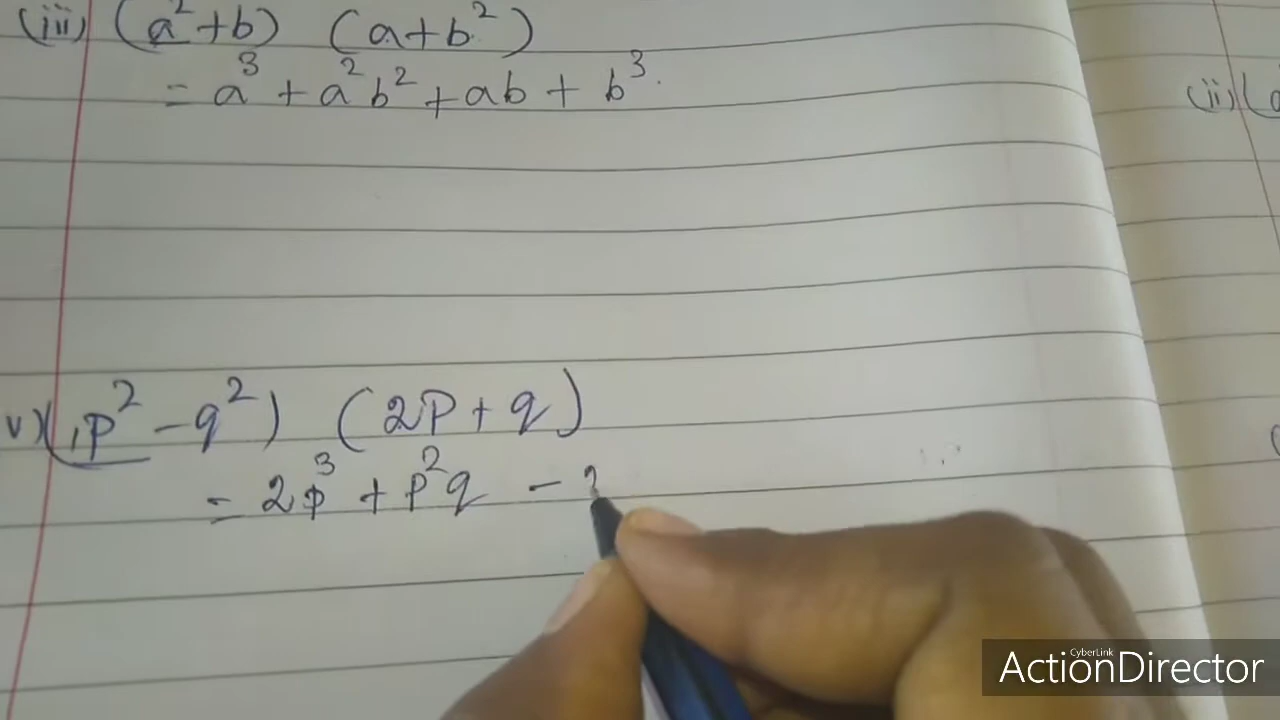 (iii) (a² + b) (a + b²)
= a³ + a²b² + ab + b³.
(ii)
v) (p² - q²) (2p + q)
= 2p³ + p²q -
CyberLink
ActionDirector